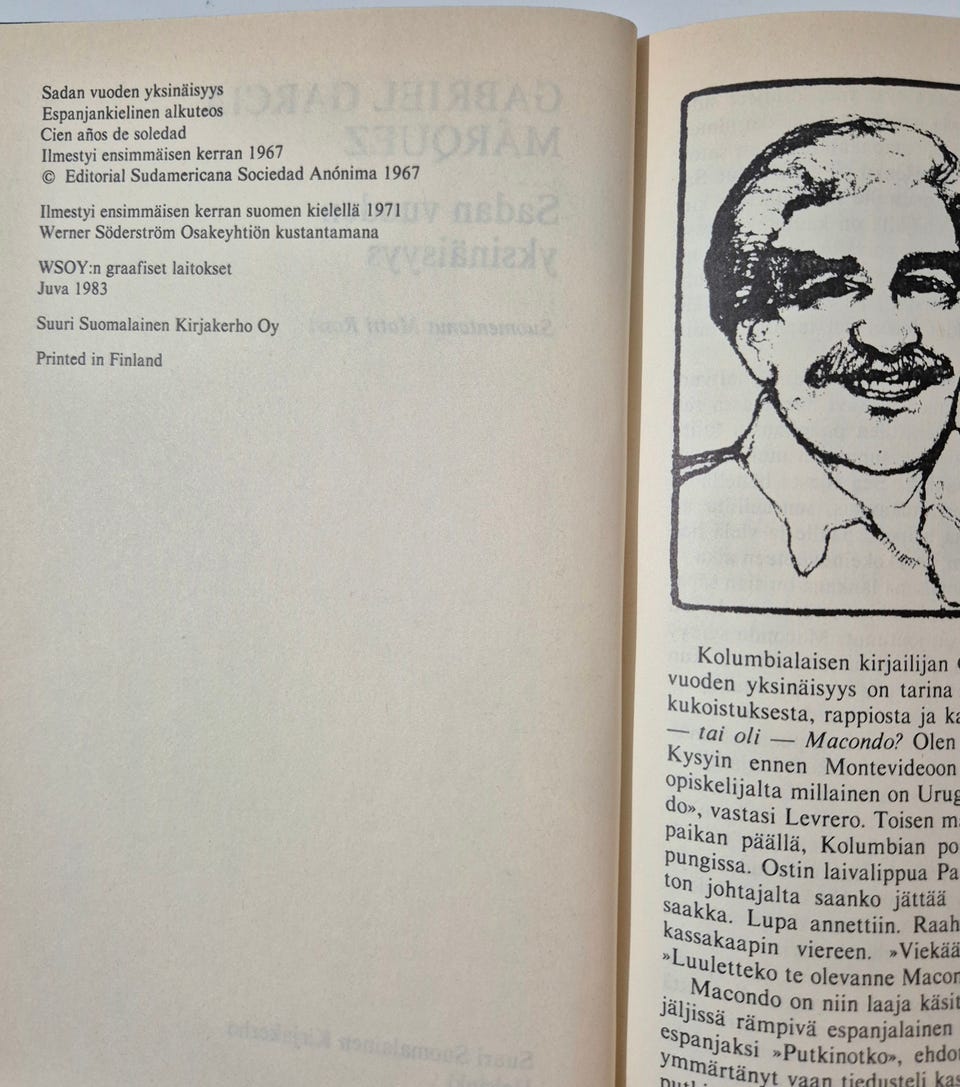 Sadan vuoden yksinäisyys
Espanjankielinen alkuteos
Cien años de soledad
Ilmestyi ensimmäisen kerran 1967
© Editorial Sudamericana Sociedad Anónima 1967
Ilmestyi ensimmäisen kerran suomen kielellä 1971
Werner Söderström Osakeyhtiön kustantamana
WSOY:n graafiset laitokset
Juva 1983
Suuri Suomalainen Kirjakerho Oy
Printed in Finland
Kolumbialaisen kirjailijan
vuoden yksinäisyys on tarina
kukoistuksesta, rappiosta ja
— tai oli — Macondo? Olen
Kysyin ennen Montevideoon
opiskelijalta millainen on
do», vastasi Levrero. Toisen
paikan päällä, Kolumbian
pungissa. Ostin laivalippua
ton johtajalta saanko jättää
saakka. Lupa annettiin.
kassakaapin viereen.
»Luuletteko te olevanne
Macondo on niin laaja
jäljissä rämpivä espanjalainen
espanjaksi »Putkinotko»,
ymmärtänyt vaan tiedusteli